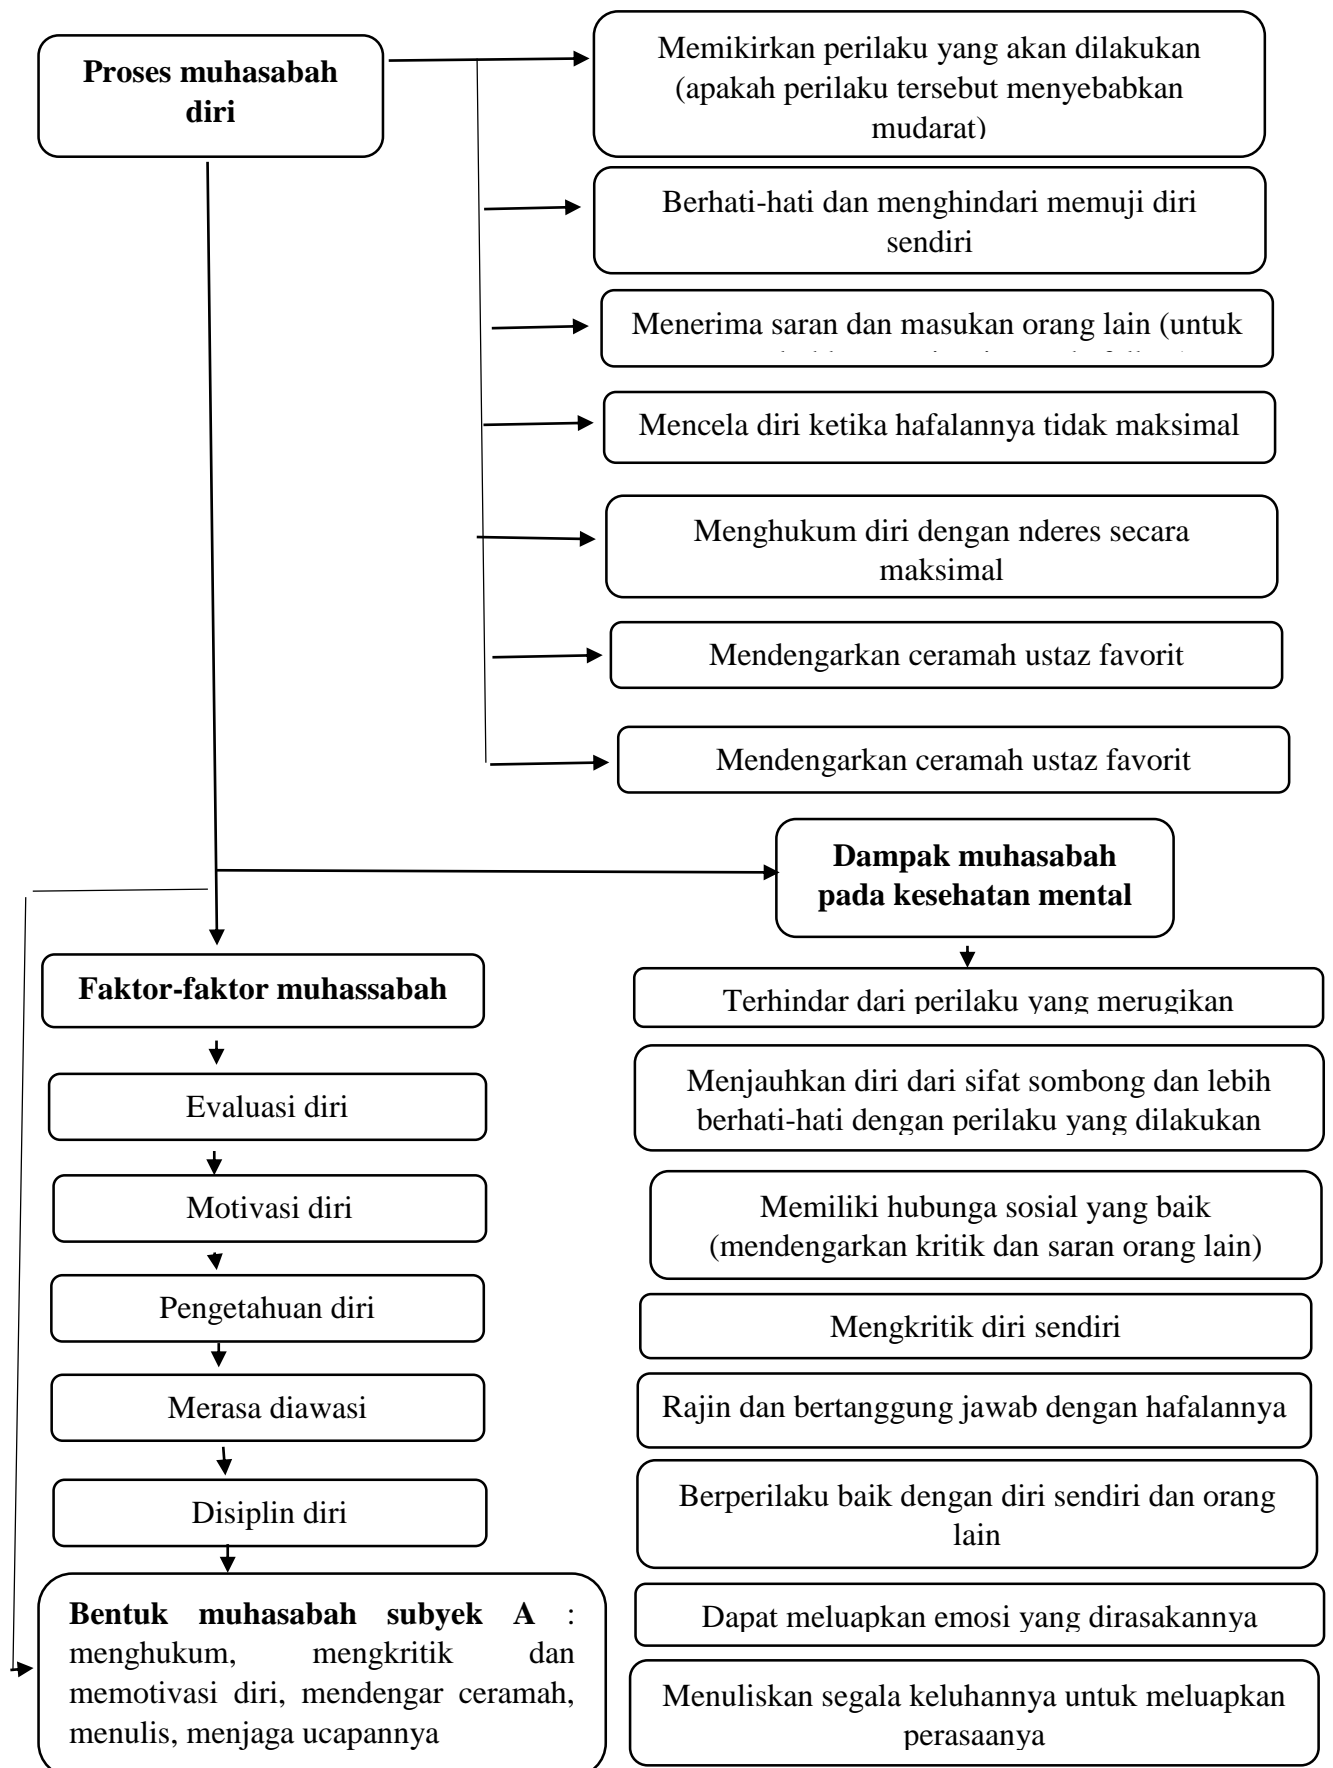 Proses muhasabah
diri
Memikirkan perilaku yang akan dilakukan
(apakah perilaku tersebut menyebabkan
mudarat)
Berhati-hati dan menghindari memuji diri
sendiri
Menerima saran dan masukan orang lain (untuk
Mencela diri ketika hafalannya tidak maksimal
Menghukum diri dengan nderes secara
maksimal
Mendengarkan ceramah ustaz favorit
Mendengarkan ceramah ustaz favorit
Dampak muhasabah
pada kesehatan mental
Terhindar dari perilaku yang merugikan
Menjauhkan diri dari sifat sombong dan lebih
berhati-hati dengan perilaku yang dilakukan
Memiliki hubunga sosial yang baik
(mendengarkan kritik dan saran orang lain)
Mengkritik diri sendiri
Rajin dan bertanggung jawab dengan hafalannya
Berperilaku baik dengan diri sendiri dan orang
lain
Dapat meluapkan emosi yang dirasakannya
Menuliskan segala keluhannya untuk meluapkan
perasaanya
Faktor-faktor muhassabah
Evaluasi diri
Motivasi diri
Pengetahuan diri
Merasa diawasi
Disiplin diri
Bentuk muhasabah subyek A :
menghukum, mengkritik dan
memotivasi diri, mendengar ceramah,
menulis, menjaga ucapannya